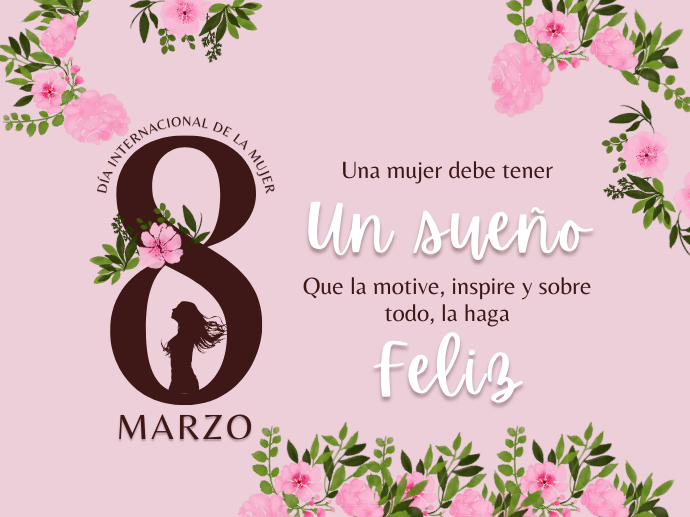 DÍA INTERNACIONAL DE LA MUJER
8
MARZO
Una mujer debe tener
Un sueño
Que la motive, inspire y sobre
todo, la haga
Feliz